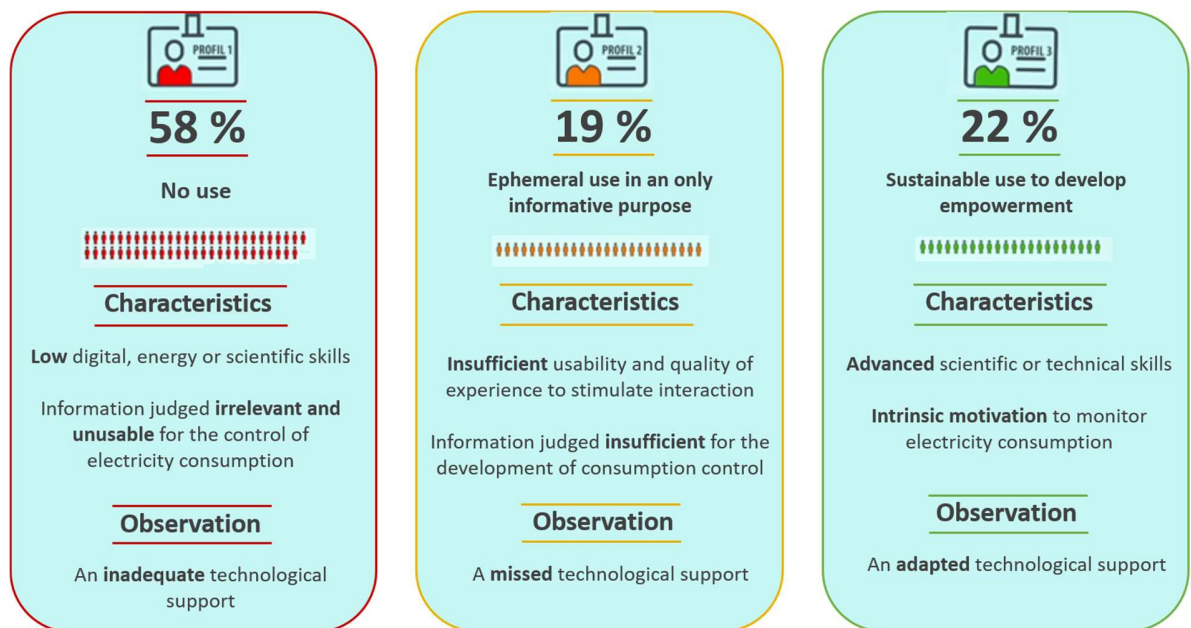 PROFIL 1
58 %
No use
Characteristics
Low digital, energy or scientific skills
Information judged irrelevant and
unusable for the control of
electricity consumption
Observation
An inadequate technological
support
PROFIL 2
19 %
Ephemeral use in an only
informative purpose
Characteristics
Insufficient usability and quality of
experience to stimulate interaction
Information judged insufficient for the
development of consumption control
Observation
A missed technological support
PROFIL 3
22 %
Sustainable use to develop
empowerment
Characteristics
Advanced scientific or technical skills
Intrinsic motivation to monitor
electricity consumption
Observation
An adapted technological support